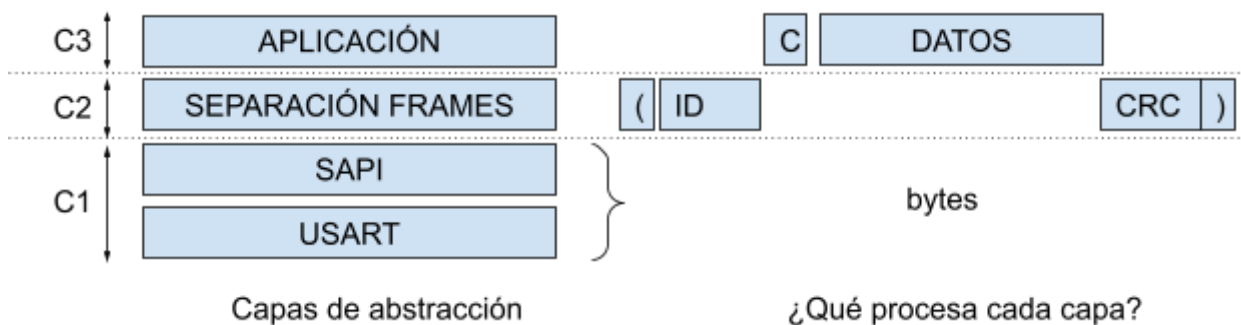 C3 APLICACIÓN C DATOS
C2 SEPARACIÓN FRAMES ( ID CRC )
SAPI
C1 bytes
USART
Capas de abstracción ¿Qué procesa cada capa?